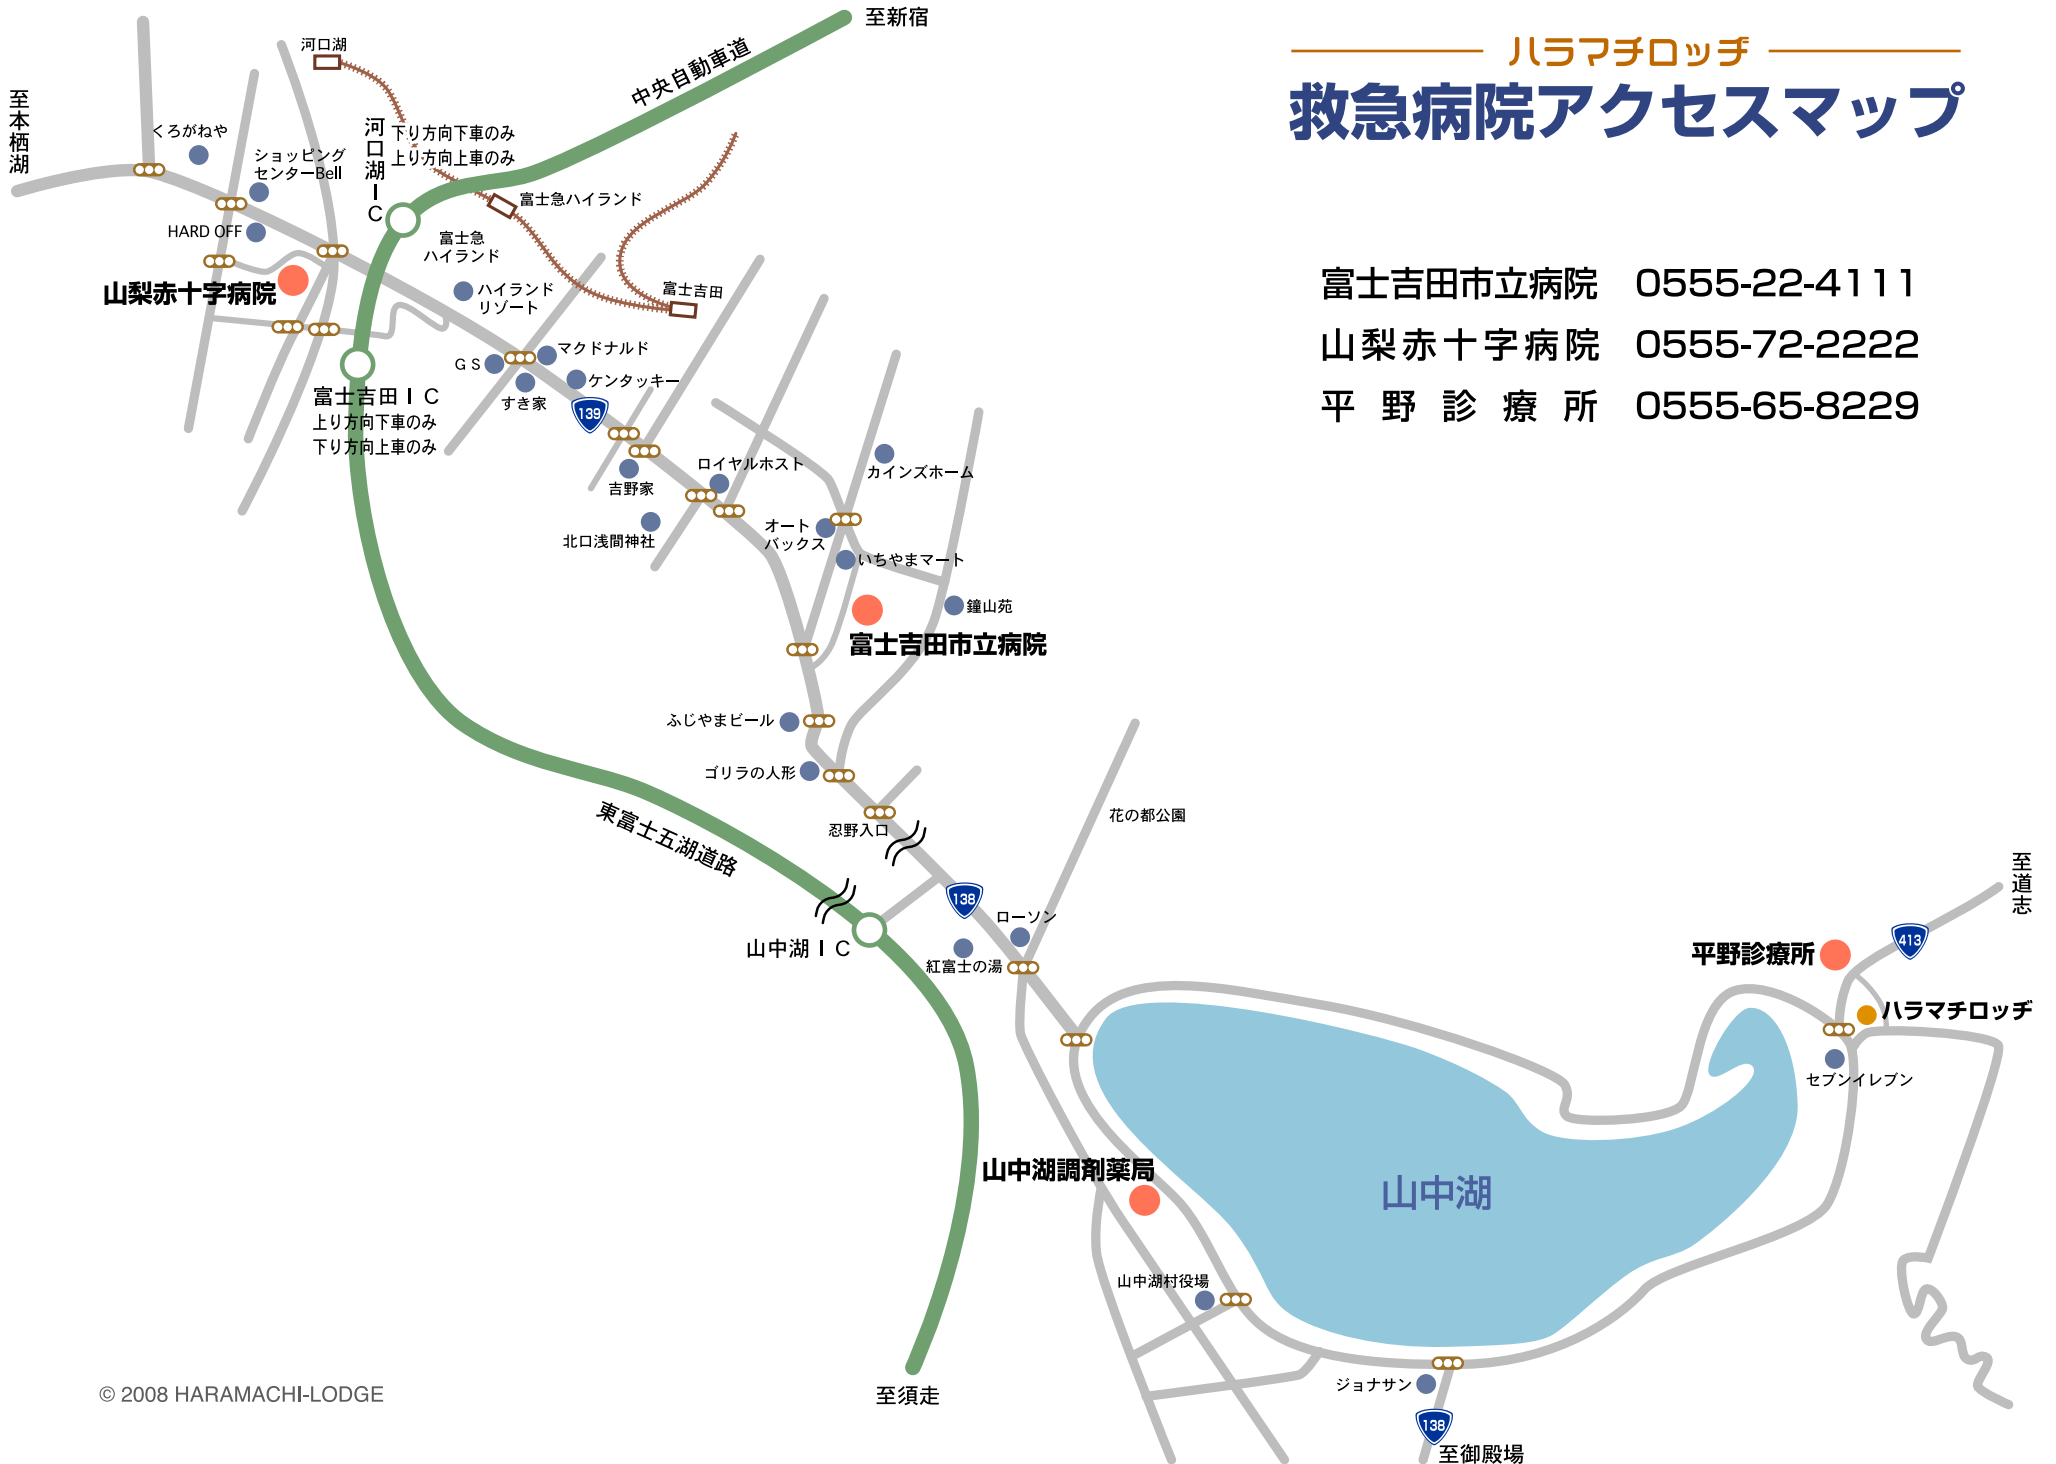 ハラマチロッヂ
救急病院アクセスマップ
富士吉田市立病院 0555-22-4111
山梨赤十字病院 0555-72-2222
平野診療所 0555-65-8229
至新宿
中央自動車道
河口湖
至本栖湖
くろがねや
ショッピング
センターBell
HARD OFF
山梨赤十字病院
河口湖IC
下り方向下車のみ
上り方向上車のみ
富士急ハイランド
富士急
ハイランド
ハイランド
リゾート
富士吉田
富士吉田IC
上り方向下車のみ
下り方向上車のみ
GS
マクドナルド
ケンタッキー
すき家
139
吉野家
北口浅間神社
ロイヤルホスト
カインズホーム
オート
バックス
いちやまマート
鐘山苑
富士吉田市立病院
ふじやまビール
ゴリラの人形
忍野入口
東富士五湖道路
山中湖IC
138
ローソン
紅富士の湯
花の都公園
至道志
413
平野診療所
ハラマチロッヂ
セブンイレブン
山中湖調剤薬局
山中湖
山中湖村役場
ジョナサン
138
至御殿場
至須走
© 2008 HARAMACHI-LODGE